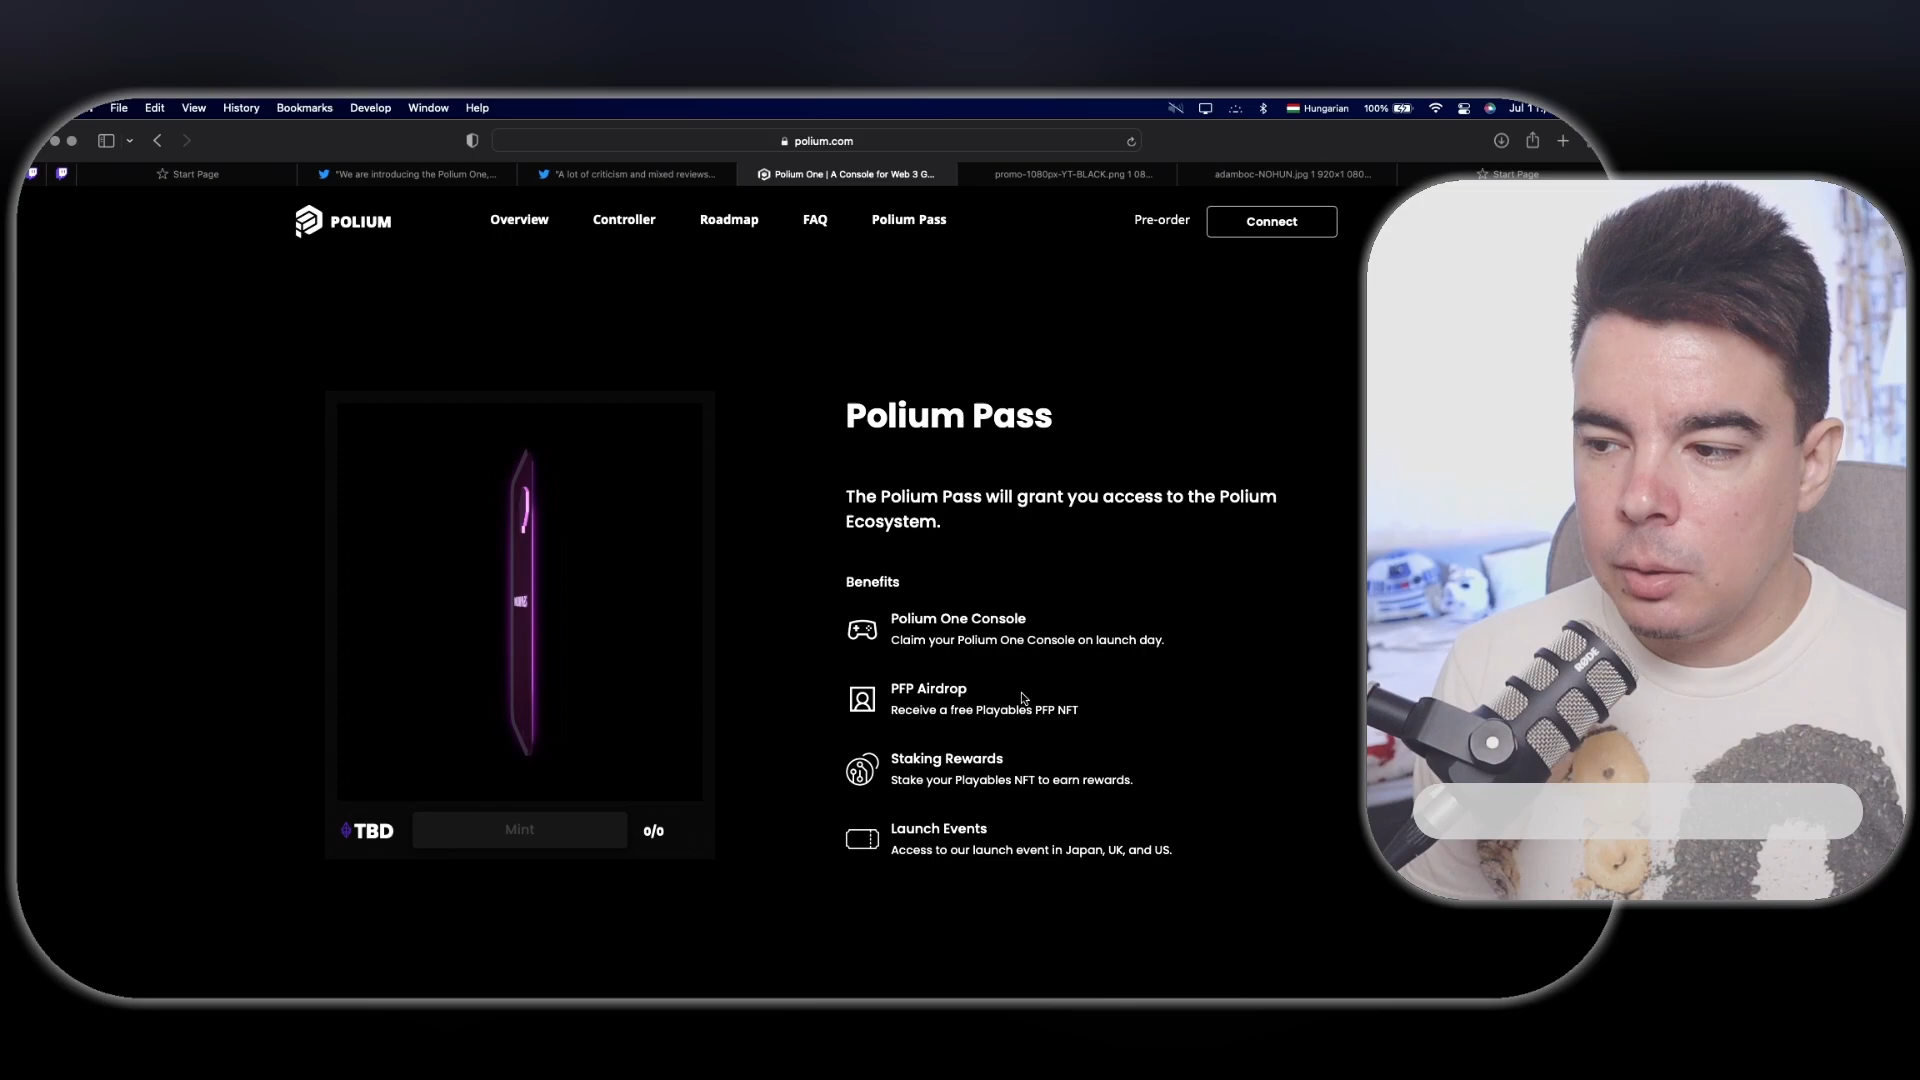 File Edit View History Bookmarks Develop Window Help
Hungarian 100% Jul 1
polium.com
Start Page
"We are introducing the Polium One,...
"A lot of criticism and mixed reviews...
Polium One | A Console for Web 3 G...
promo-1080px-YT-BLACK.png 1 08...
adamboc-NOHUN.jpg 1 920×1 080...
Start Page
POLIUM
Overview Controller Roadmap FAQ Polium Pass
Pre-order Connect
Polium Pass
The Polium Pass will grant you access to the Polium
Ecosystem.
Benefits
Polium One Console
Claim your Polium One Console on launch day.
PFP Airdrop
Receive a free Playables PFP NFT
Staking Rewards
Stake your Playables NFT to earn rewards.
Launch Events
Access to our launch event in Japan, UK, and US.
TBD Mint 0/0
RØDE